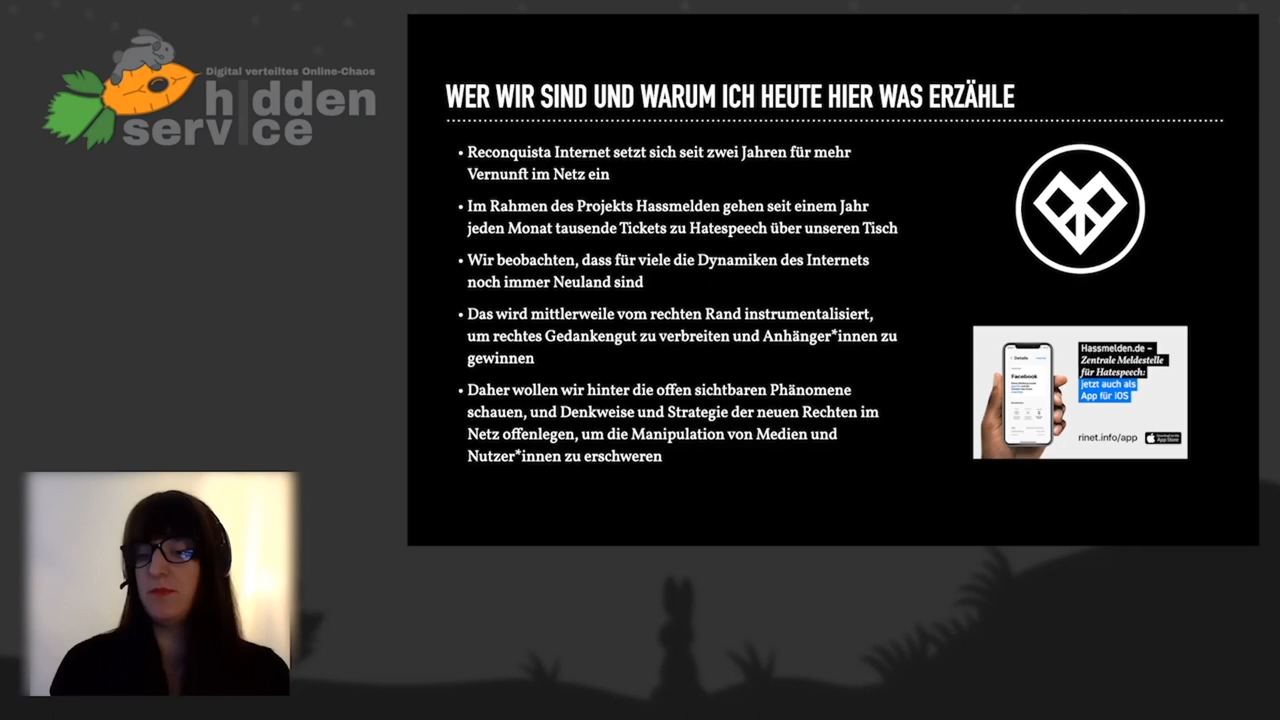 Digital verteiltes Online-Chaos
h|dden
serv|ce
WER WIR SIND UND WARUM ICH HEUTE HIER WAS ERZÄHLE
• Reconquista Internet setzt sich seit zwei Jahren für mehr
Vernunft im Netz ein
• Im Rahmen des Projekts Hassmelden gehen seit einem Jahr
jeden Monat tausende Tickets zu Hatespeech über unseren Tisch
• Wir beobachten, dass für viele die Dynamiken des Internets
noch immer Neuland sind
• Das wird mittlerweile vom rechten Rand instrumentalisiert,
um rechtes Gedankengut zu verbreiten und Anhänger*innen zu
gewinnen
• Daher wollen wir hinter die offen sichtbaren Phänomene
schauen, und Denkweise und Strategie der neuen Rechten im
Netz offenlegen, um die Manipulation von Medien und
Nutzer*innen zu erschweren
Details
Facebook
Hassmelden.de –
Zentrale Meldestelle
für Hatespeech:
jetzt auch als
App für iOS
rinet.info/app
App Store